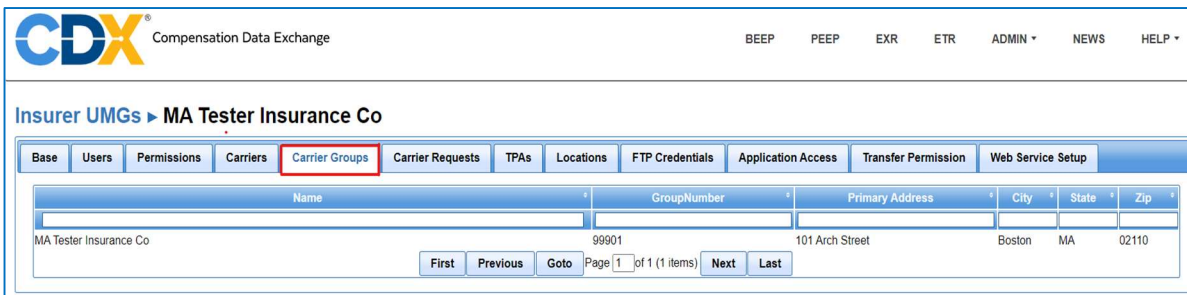 CDX® Compensation Data Exchange BEEP PEEP EXR ETR ADMIN NEWS HELP
Insurer UMGs ▸ MA Tester Insurance Co
Base Users Permissions Carriers Carrier Groups Carrier Requests TPAs Locations FTP Credentials Application Access Transfer Permission Web Service Setup
Name GroupNumber Primary Address City State Zip
MA Tester Insurance Co 99901 101 Arch Street Boston MA 02110
First Previous Goto Page 1 of 1 (1 items) Next Last